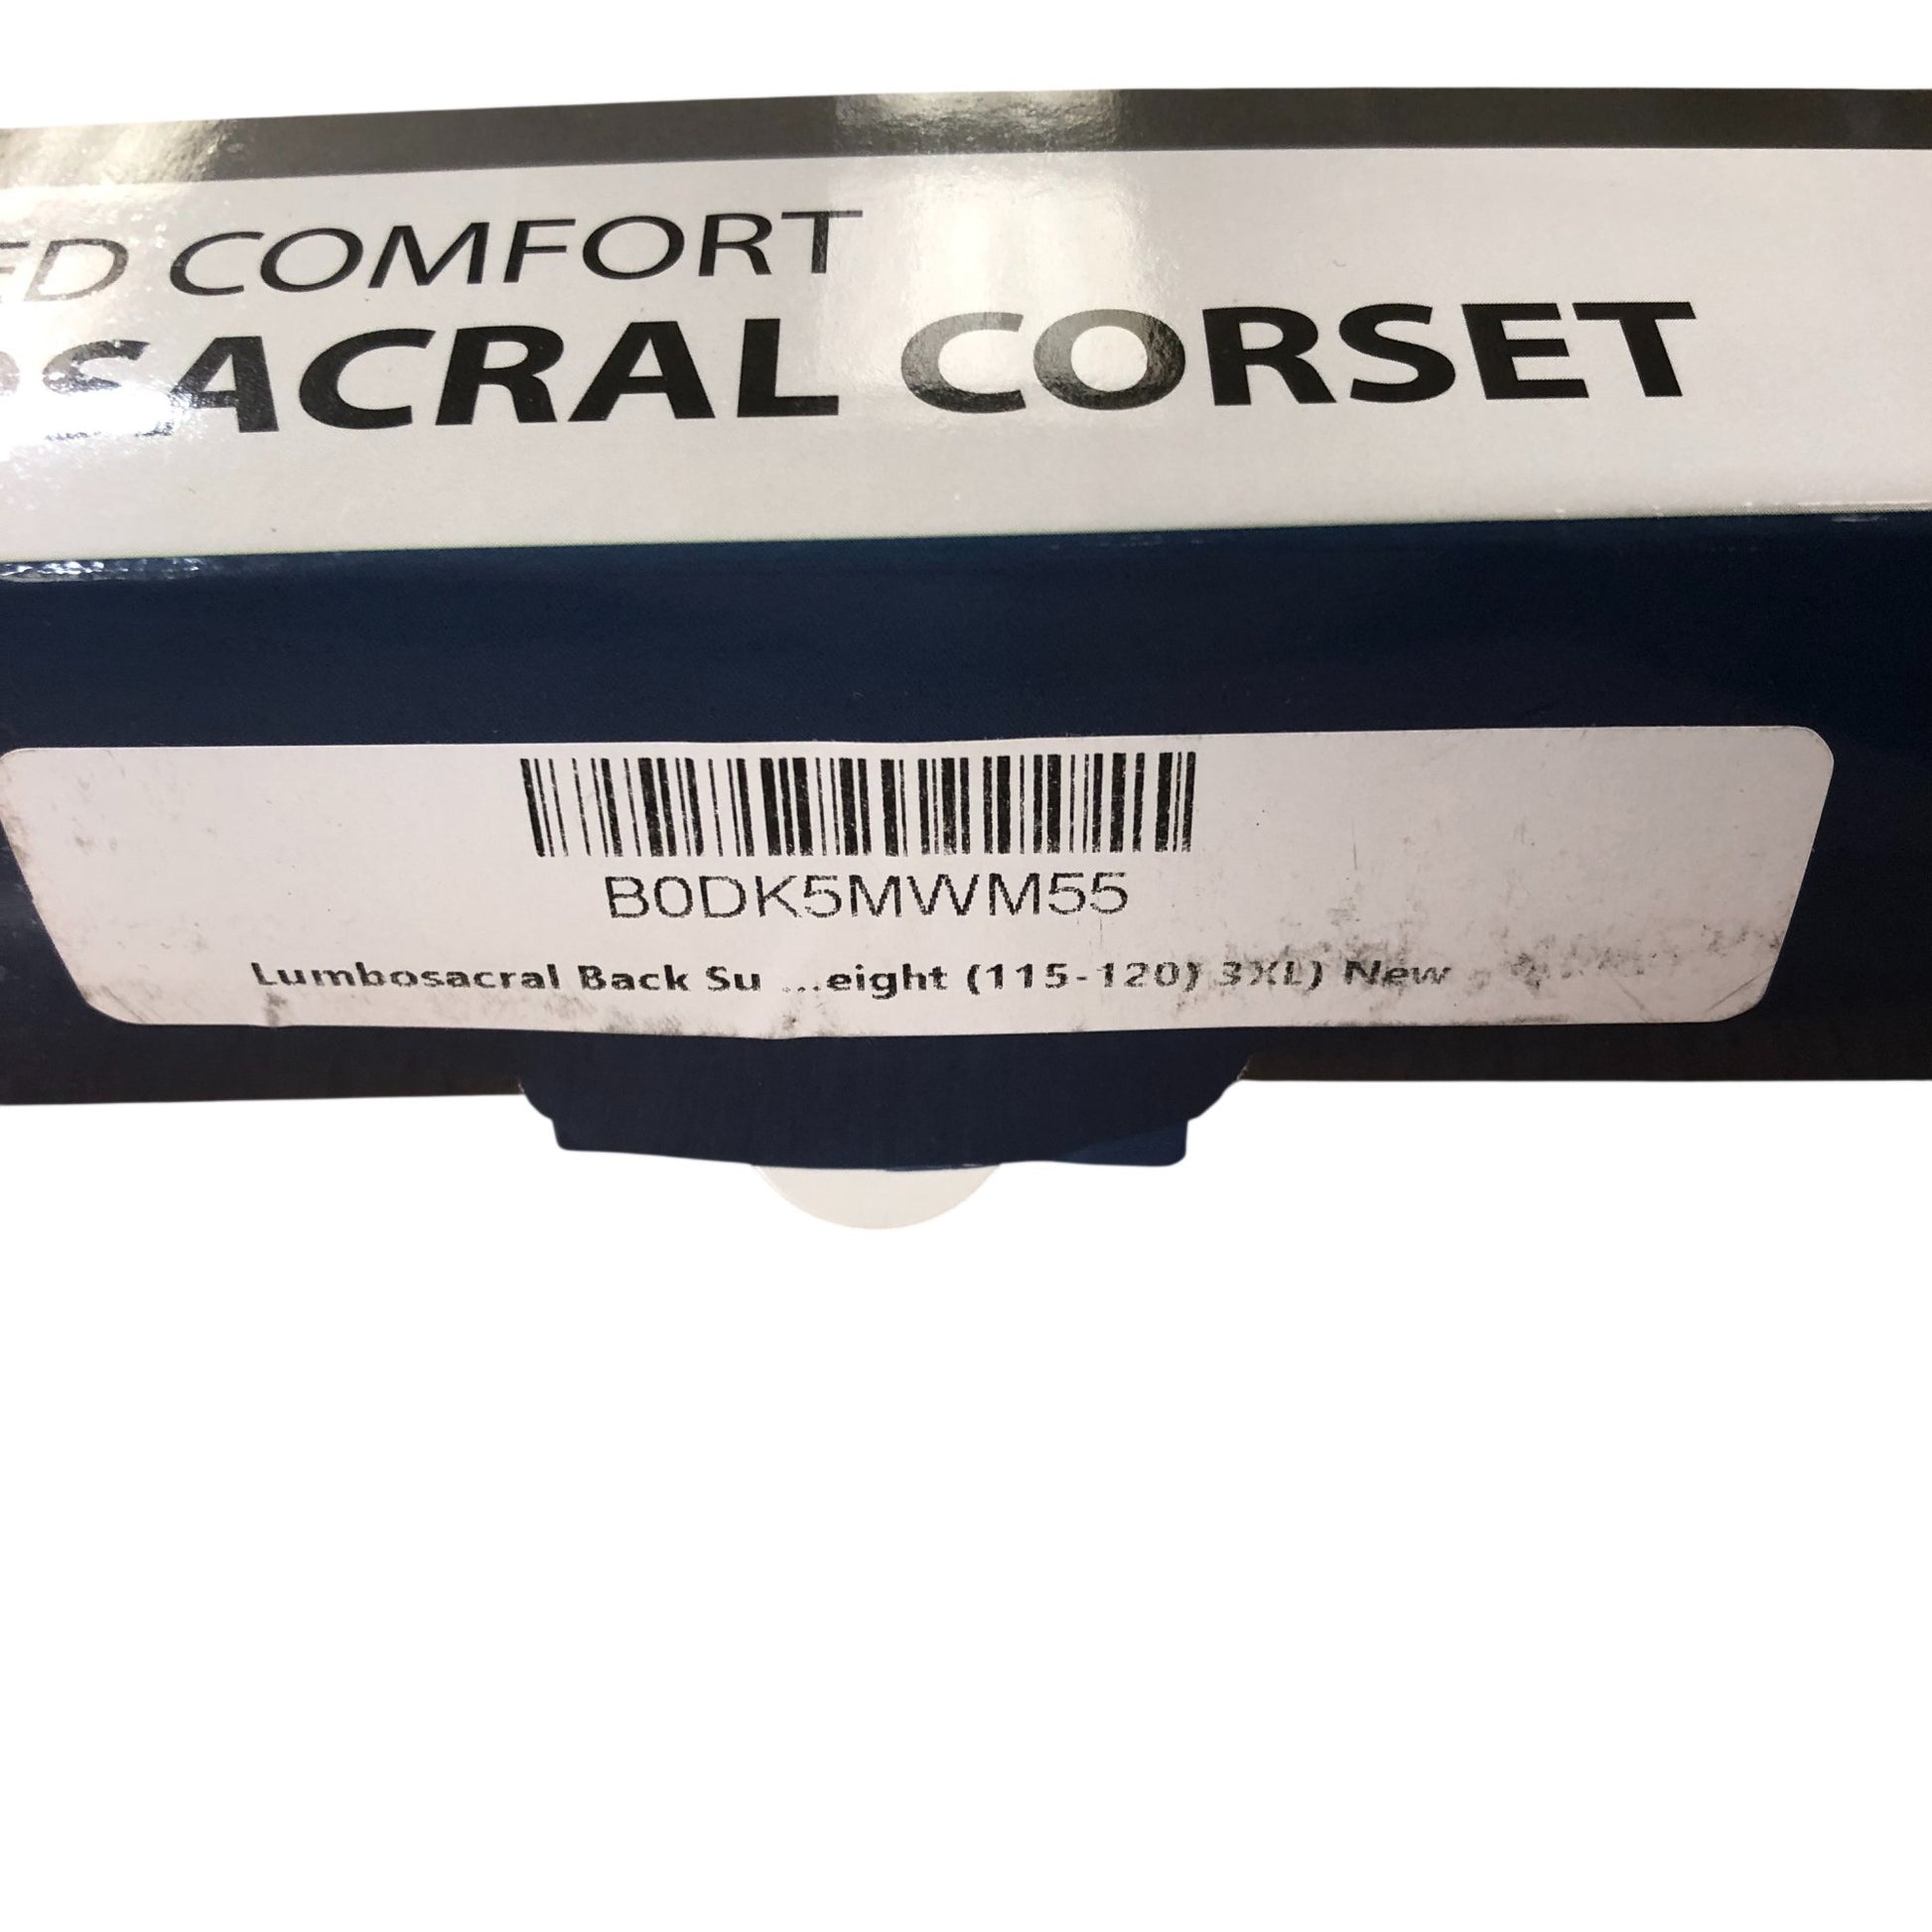 ED COMFORT
SACRAL CORSET
B0DK5MWM55
Lumbosacral Back Su ...eight (115-120) 3XL) New